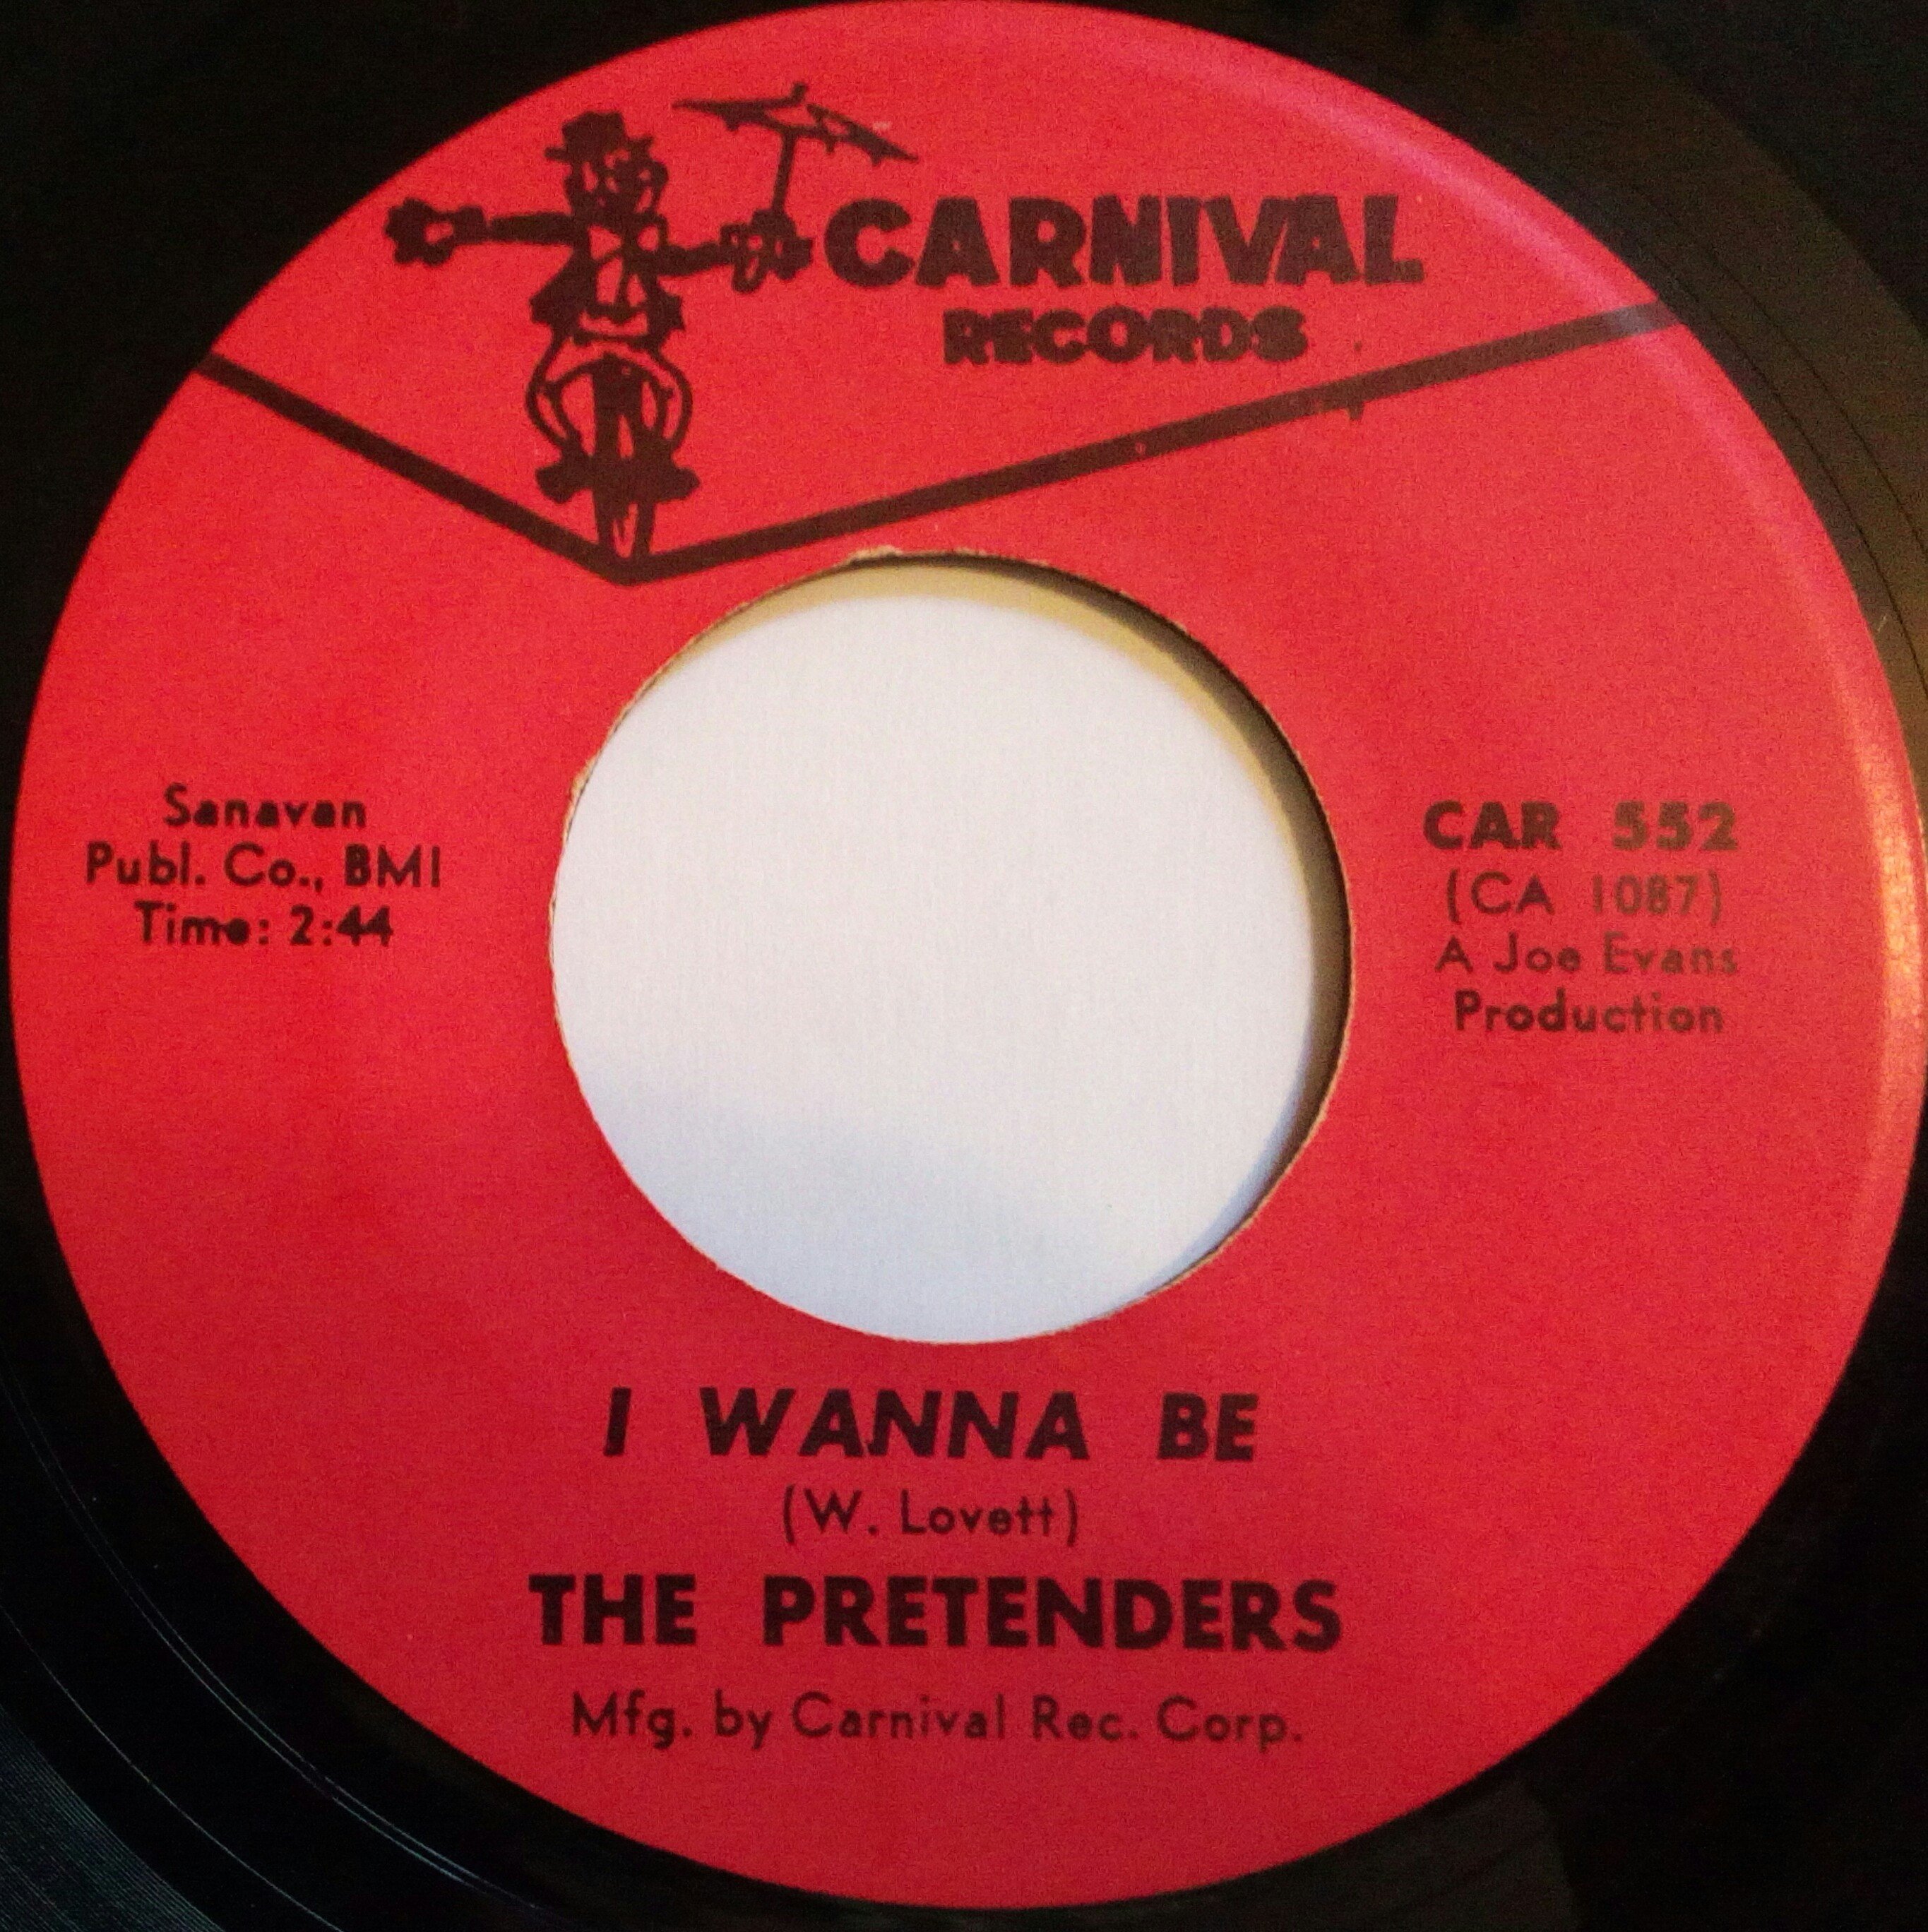 CARNIVAL
RECORDS
Sanavan
Publ. Co., BMI
Time: 2:44
CAR 552
(CA 1087)
A Joe Evans
Production
I WANNA BE
(W. Lovett)
THE PRETENDERS
Mfg. by Carnival Rec. Corp.